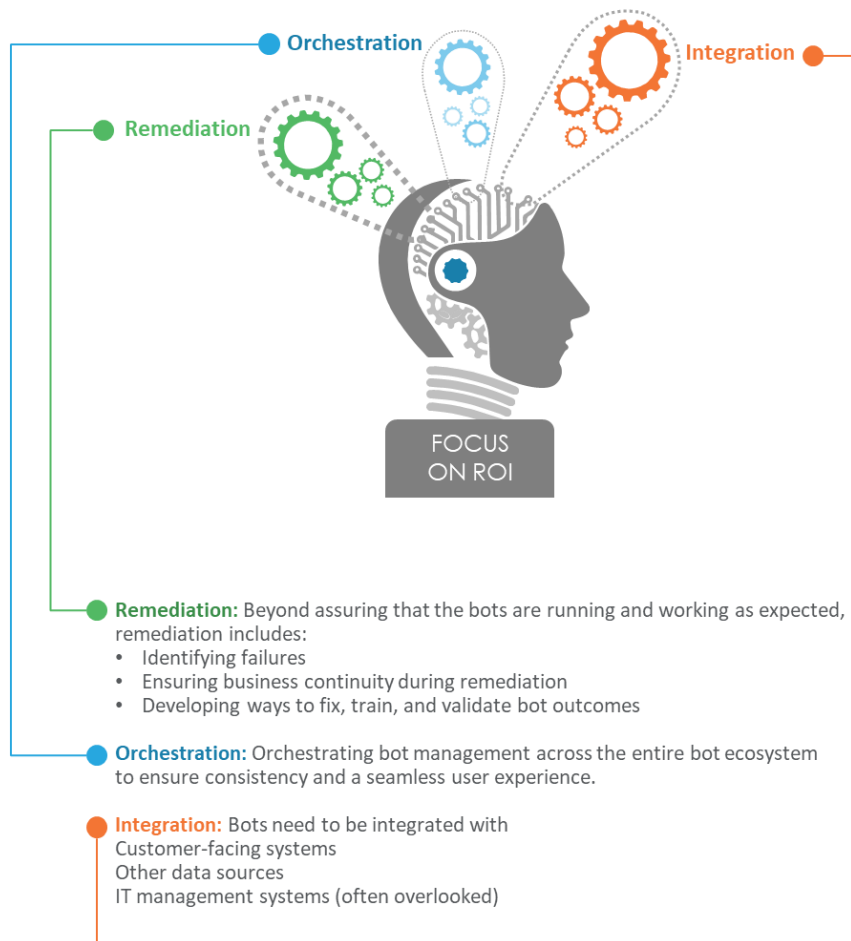 Orchestration
Integration
Remediation
FOCUS
ON ROI
Remediation: Beyond assuring that the bots are running and working as expected,
remediation includes:
• Identifying failures
• Ensuring business continuity during remediation
• Developing ways to fix, train, and validate bot outcomes
Orchestration: Orchestrating bot management across the entire bot ecosystem
to ensure consistency and a seamless user experience.
Integration: Bots need to be integrated with
Customer-facing systems
Other data sources
IT management systems (often overlooked)